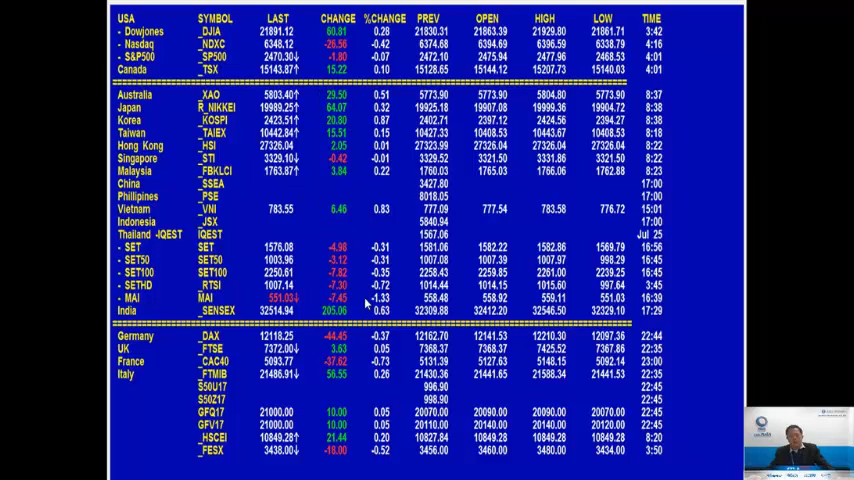 USA SYMBOL LAST CHANGE %CHANGE PREV OPEN HIGH LOW TIME
- Dowjones _DJIA 21891.12 60.81 0.28 21830.31 21863.39 21929.80 21861.71 3:42
- Nasdaq _NDXC 6348.12 -26.56 -0.42 6374.68 6394.69 6396.59 6338.79 4:16
- S&P500 _SP500 2470.30↓ -1.80 -0.07 2472.10 2475.94 2477.96 2468.53 4:01
Canada _TSX 15143.87↑ 15.22 0.10 15128.65 15144.12 15207.73 15140.03 4:01
Australia _XAO 5803.40↑ 29.50 0.51 5773.90 5773.90 5804.80 5773.90 8:37
Japan R_NIKKEI 19989.25↑ 64.07 0.32 19925.18 19907.08 19999.36 19904.72 8:38
Korea _KOSPI 2423.51↑ 20.80 0.87 2402.71 2397.12 2424.56 2394.27 8:38
Taiwan _TAIEX 10442.84↑ 15.51 0.15 10427.33 10408.53 10443.67 10408.53 8:18
Hong Kong _HSI 27326.04 2.05 0.01 27323.99 27326.04 27326.04 27326.04 8:22
Singapore _STI 3329.10↓ -0.42 -0.01 3329.52 3321.50 3331.86 3321.50 8:22
Malaysia _FBKLCI 1763.87↑ 3.84 0.22 1760.03 1765.03 1766.06 1762.88 8:23
China _SSEA 3427.80 17:00
Phillipines _PSE 8018.05 17:00
Vietnam _VNI 783.55 6.46 0.83 777.09 777.54 783.58 776.72 15:01
Indonesia _JSX 5840.94 17:00
Thailand -IQEST IQEST 1567.06 Jul 25
- SET SET 1576.08 -4.98 -0.31 1581.06 1582.22 1582.86 1569.79 16:56
- SET50 SET50 1003.96 -3.12 -0.31 1007.08 1007.39 1007.97 998.29 16:45
- SET100 SET100 2250.61 -7.82 -0.35 2258.43 2259.85 2261.00 2239.25 16:45
- SETHD _RTSI 1007.14 -7.30 -0.72 1014.44 1014.15 1015.60 997.64 3:45
- MAI MAI 551.03↓ -7.45 -1.33 558.48 558.92 559.11 551.03 16:39
India _SENSEX 32514.94 205.06 0.63 32309.88 32412.20 32546.50 32329.10 17:29
Germany _DAX 12118.25 -44.45 -0.37 12162.70 12141.53 12210.30 12097.36 22:44
UK _FTSE 7372.00↓ 3.63 0.05 7368.37 7368.37 7425.52 7367.86 22:35
France _CAC40 5093.77 -37.62 -0.73 5131.39 5127.63 5148.15 5092.14 23:00
Italy _FTMIB 21486.91↓ 56.55 0.26 21430.36 21441.65 21588.34 21441.53 22:35
S50U17 996.90 22:45
S50Z17 998.90 22:45
GFQ17 21000.00 10.00 0.05 20070.00 20090.00 20090.00 20070.00 22:45
GFV17 21000.00 10.00 0.05 20110.00 20140.00 20140.00 20120.00 22:45
_HSCEI 10849.28↑ 21.44 0.20 10827.84 10849.28 10849.28 10849.28 8:20
_FESX 3438.00↓ -18.00 -0.52 3456.00 3460.00 3480.00 3434.00 3:50